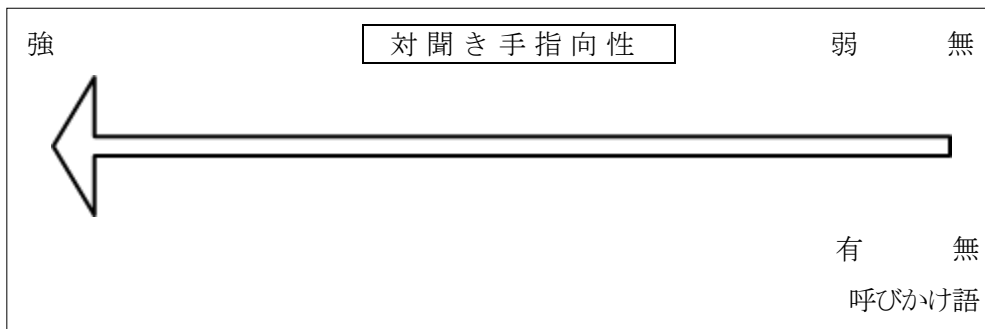 強 対聞き手指向性 弱 無
有 無
呼びかけ語